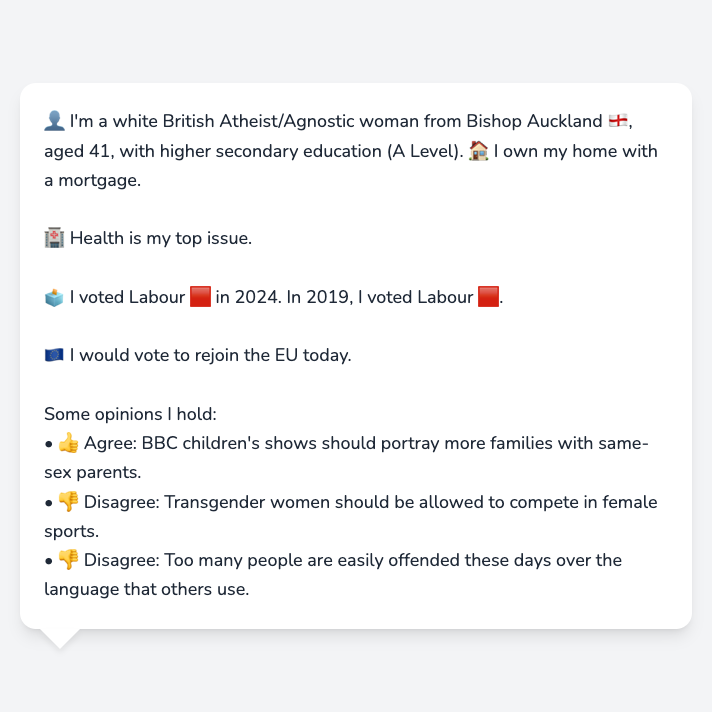 👤 I'm a white British Atheist/Agnostic woman from Bishop Auckland 🏴󠁧󠁢󠁥󠁮󠁧󠁿,
aged 41, with higher secondary education (A Level). 🏠 I own my home with
a mortgage.
🏥 Health is my top issue.
🗳️ I voted Labour 🟥 in 2024. In 2019, I voted Labour 🟥.
🇪🇺 I would vote to rejoin the EU today.
Some opinions I hold:
• 👍 Agree: BBC children's shows should portray more families with same-
sex parents.
• 👎 Disagree: Transgender women should be allowed to compete in female
sports.
• 👎 Disagree: Too many people are easily offended these days over the
language that others use.